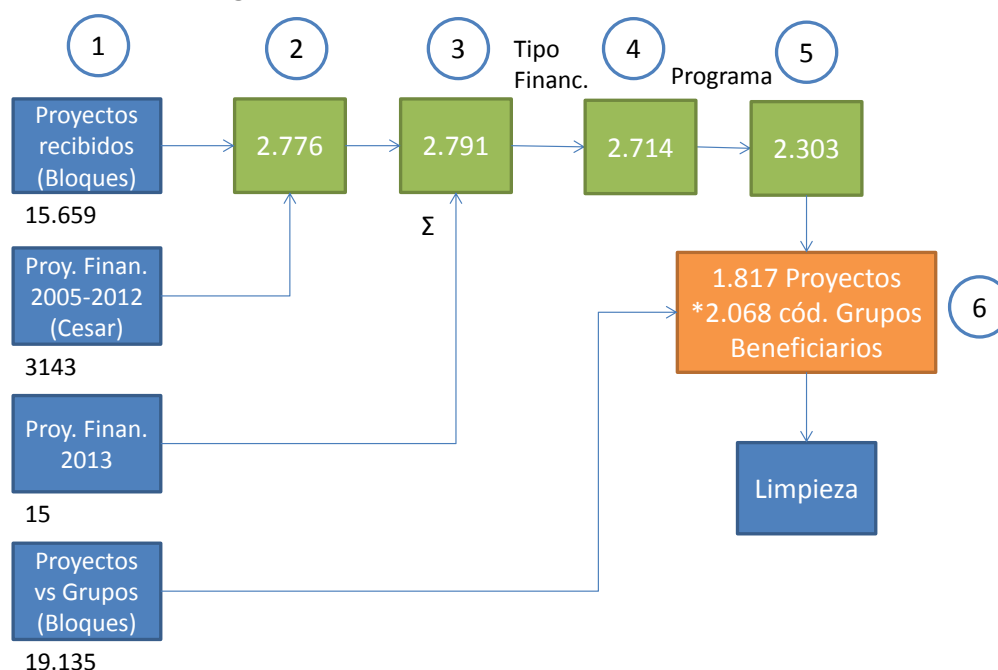 1
2
3
Tipo
Financ.
4
Programa
5
Proyectos
recibidos
(Bloques)
15.659
2.776
2.791
2.714
2.303
Σ
Proy. Finan.
2005-2012
(Cesar)
3143
1.817 Proyectos
*2.068 cód. Grupos
Beneficiarios
6
Proy. Finan.
2013
15
Limpieza
Proyectos
vs Grupos
(Bloques)
19.135